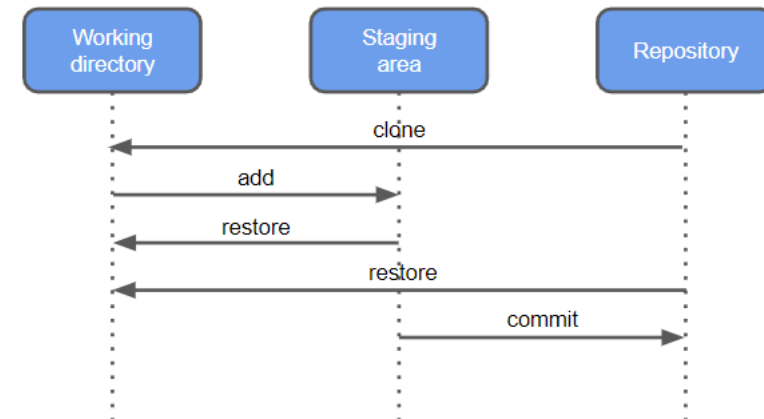 Working
directory
Staging
area
Repository
clone
add
restore
restore
commit